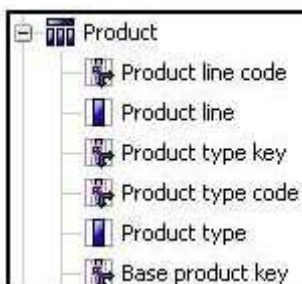 Product
Product line code
Product line
Product type key
Product type code
Product type
Base product key